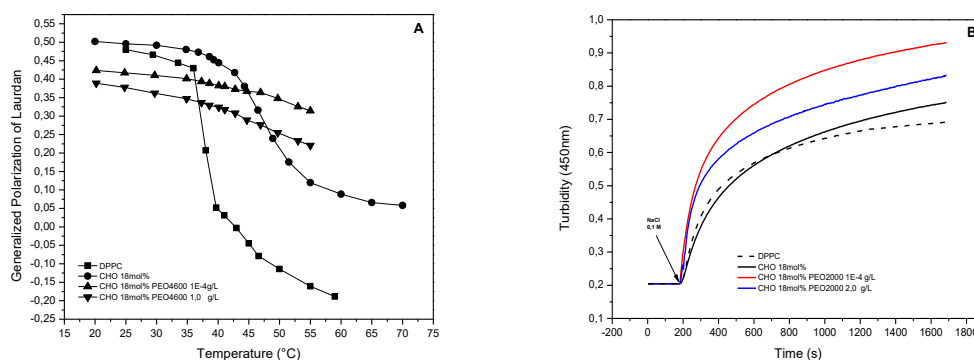 A
0,55
0,50
0,45
0,40
0,35
0,30
0,25
0,20
0,15
0,10
0,05
0,00
-0,05
-0,10
-0,15
-0,20
0,25
Generalized Polarization of Laurdan
DPPC
CHO 18mol%
CHO 18mol% PEO4600 1E-4g/L
CHO 18mol% PEO4600 1,0 g/L
15 20 25 30 35 40 45 50 55 60 65 70 75
Temperature (°C)
B
1,0
0,9
0,8
0,7
0,6
0,5
0,4
0,3
0,2
0,1
Turbidity (450nm)
NaCl
0,1 M
DPPC
CHO 18mol%
CHO 18mol% PEO2000 1E-4 g/L
CHO 18mol% PEO2000 2,0 g/L
-200 0 200 400 600 800 1000 1200 1400 1600 1800
Time (s)